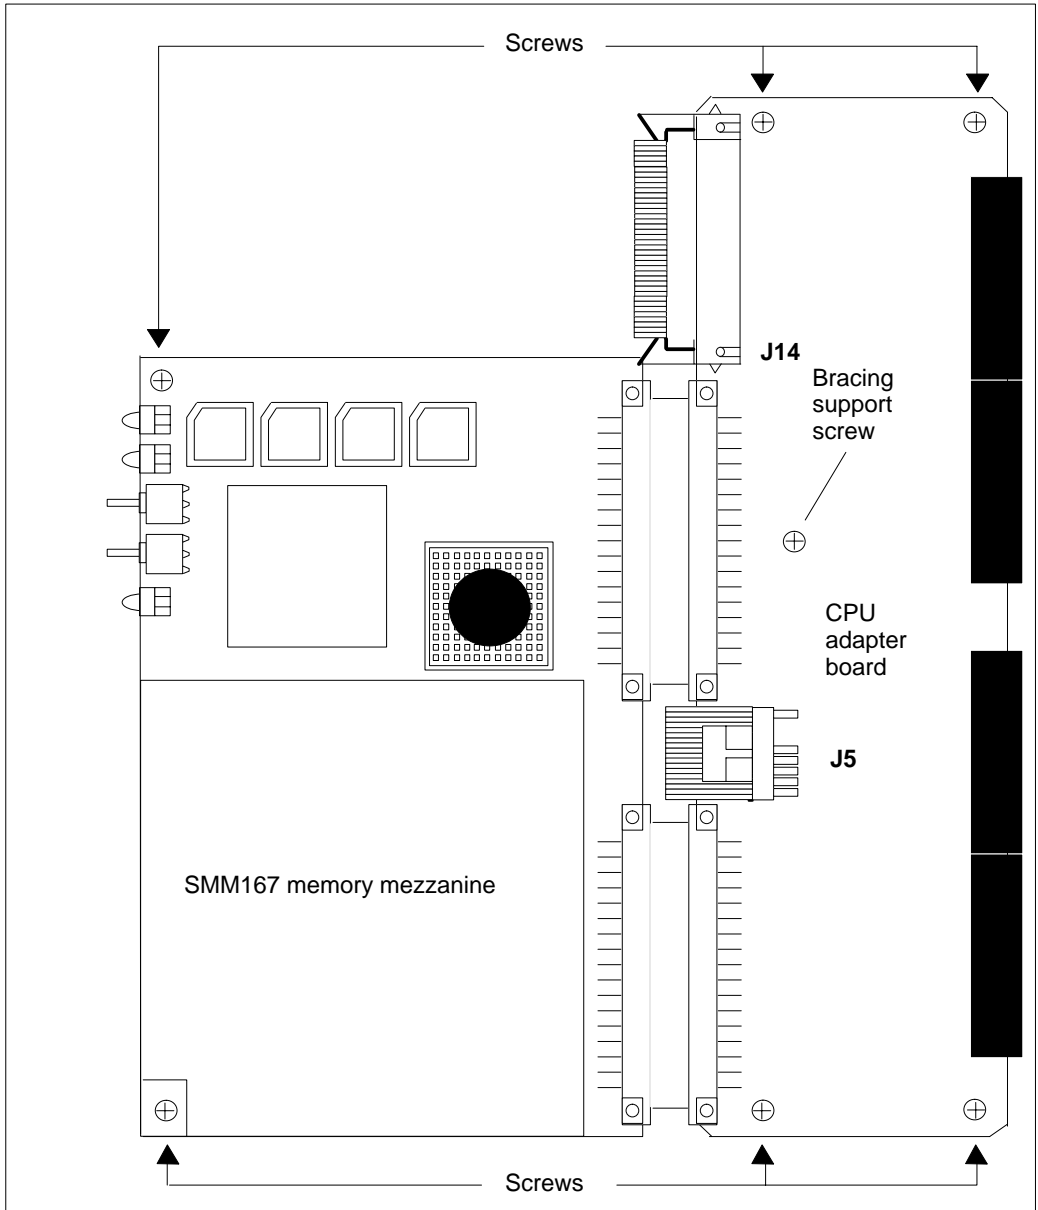 Screws
J14
Bracing
support
screw
CPU
adapter
board
J5
SMM167 memory mezzanine
Screws